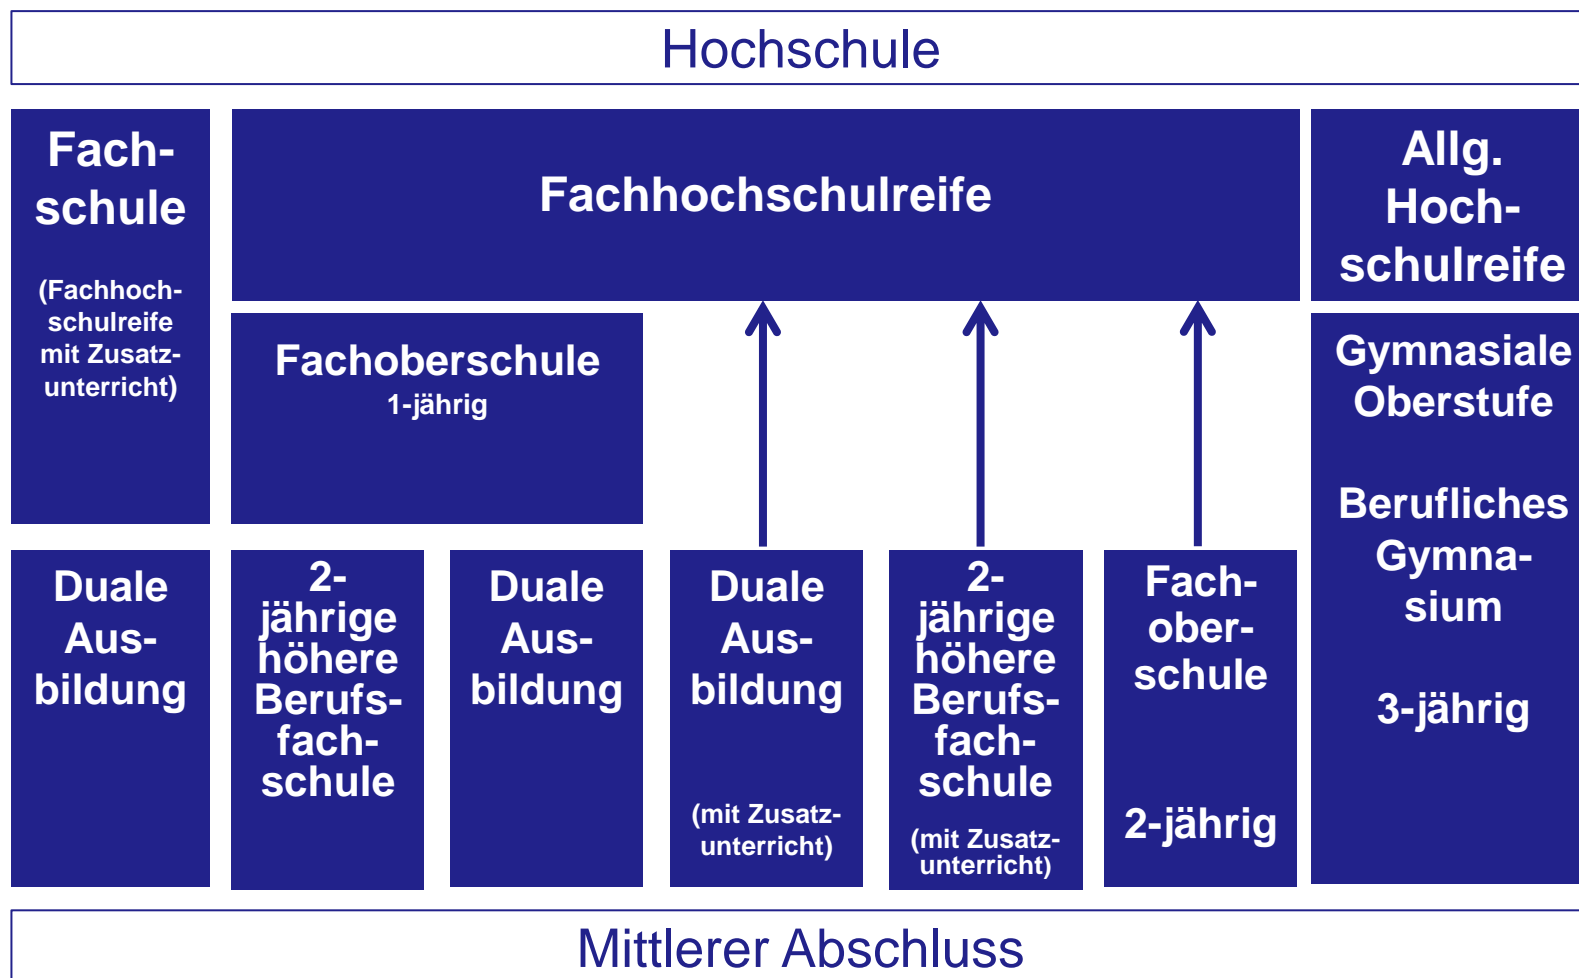 Hochschule
Fach-
schule
(Fachhoch-
schulreife
mit Zusatz-
unterricht)
Fachhochschulreife
Allg.
Hoch-
schulreife
Fachoberschule
1-jährig
Gymnasiale
Oberstufe
Berufliches
Gymna-
sium
3-jährig
Duale
Aus-
bildung
2-
jährige
höhere
Berufs-
fach-
schule
Duale
Aus-
bildung
Duale
Aus-
bildung
(mit Zusatz-
unterricht)
2-
jährige
höhere
Berufs-
fach-
schule
(mit Zusatz-
unterricht)
Fach-
ober-
schule
2-jährig
Mittlerer Abschluss